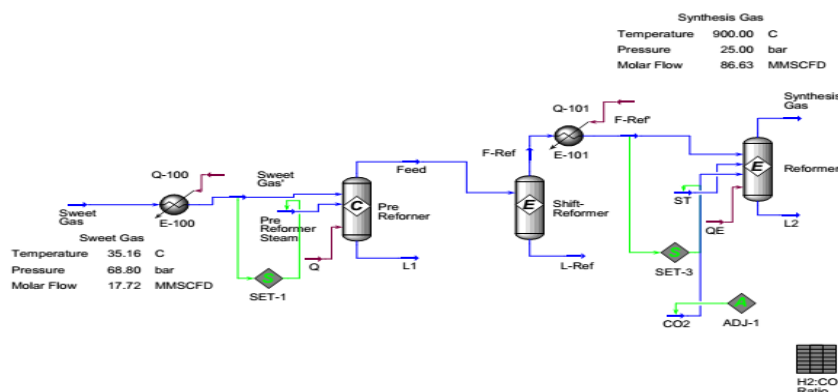 Synthesis Gas
Temperature 900.00 C
Pressure 25.00 bar
Molar Flow 86.63 MMSCFD
Q-101
F-Ref'
Synthesis
Gas
F-Ref
E-101
Reformer
Q-100
Sweet
Gas'
Feed
ST
Sweet
Gas
E-100
C
Pre
Reformer
Steam
Pre
Reforner
E
Shift-
Reformer
E
QE
L2
Sweet Gas
Temperature 35.16 C
Pressure 68.80 bar
Molar Flow 17.72 MMSCFD
S
SET-1
Q
L1
L-Ref
S
SET-3
CO2
A
ADJ-1
H2:CO
Ratio